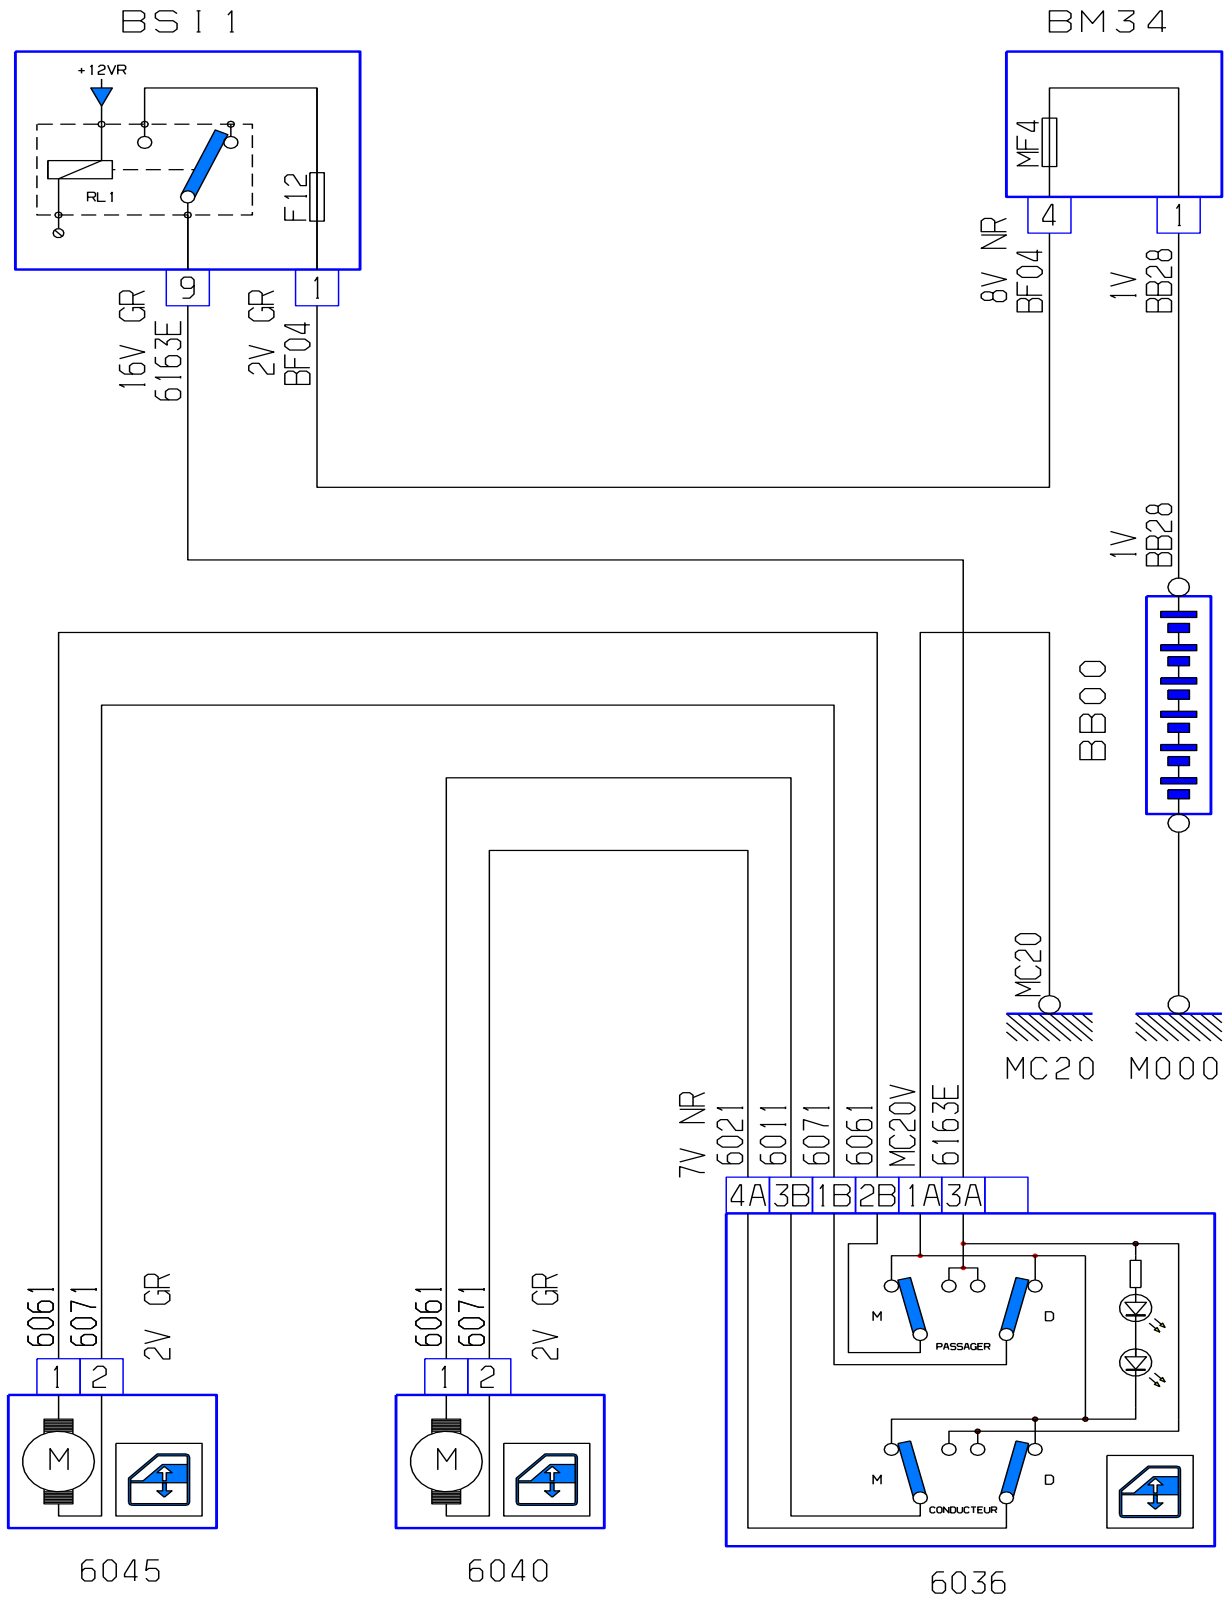 BSI 1
BM34
+12VR
RL1
F12
MF4
9
1
4
1
16V GR
6163E
2V GR
BF04
8V NR
BF04
1V
BB28
1V
BB28
BB00
MC20
MC20
M000
7V NR
6021
6011
6071
6061
MC20V
6163E
4A
3B
1B
2B
1A
3A
6061
6071
2V GR
6061
6071
2V GR
1
2
1
2
M
M
M
D
PASSAGER
M
D
CONDUCTEUR
6045
6040
6036